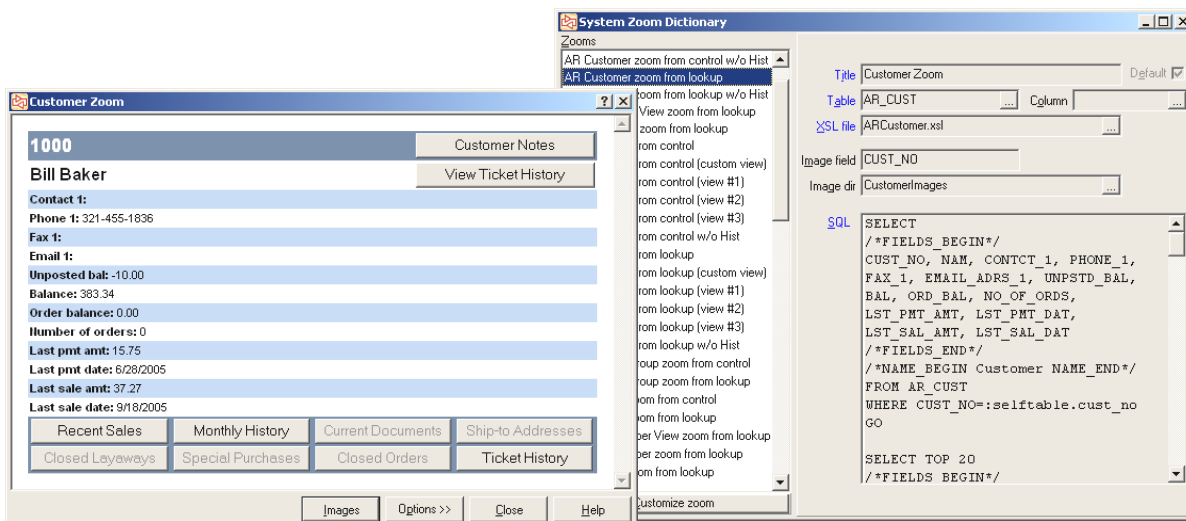 System Zoom Dictionary
Zooms
AR Customer zoom from control w/o Hist
AR Customer zoom from lookup
zoom from lookup w/o Hist
View zoom from lookup
zoom from lookup
rom control
rom control (custom view)
rom control (view #1)
rom control (view #2)
rom control (view #3)
rom control w/o Hist
rom lookup
rom lookup (custom view)
rom lookup (view #1)
rom lookup (view #2)
rom lookup (view #3)
rom lookup w/o Hist
roup zoom from control
roup zoom from lookup
oom from control
oom from lookup
per View zoom from lookup
per zoom from lookup
om from lookup
Customize zoom
Title Customer Zoom Default
Table AR_CUST ... Column ...
XSL file ARCustomer.xsl ...
Image field CUST_NO
Image dir CustomerImages ...
SQL SELECT
/*FIELDS_BEGIN*/
CUST_NO, NAM, CONTCT_1, PHONE_1,
FAX_1, EMAIL_ADRS_1, UNPSTD_BAL,
BAL, ORD_BAL, NO_OF_ORDS,
LST_PMT_AMT, LST_PMT_DAT,
LST_SAL_AMT, LST_SAL_DAT
/*FIELDS_END*/
/*NAME_BEGIN Customer NAME_END*/
FROM AR_CUST
WHERE CUST_NO=:selftable.cust_no
GO
SELECT TOP 20
/*FIELDS BEGIN*/
Customer Zoom
1000 Customer Notes
Bill Baker View Ticket History
Contact 1:
Phone 1: 321-455-1836
Fax 1:
Email 1:
Unposted bal: -10.00
Balance: 383.34
Order balance: 0.00
Number of orders: 0
Last pmt amt: 15.75
Last pmt date: 6/28/2005
Last sale amt: 37.27
Last sale date: 9/18/2005
Recent Sales Monthly History Current Documents Ship-to Addresses
Closed Layaways Special Purchases Closed Orders Ticket History
Images Options >> Close Help